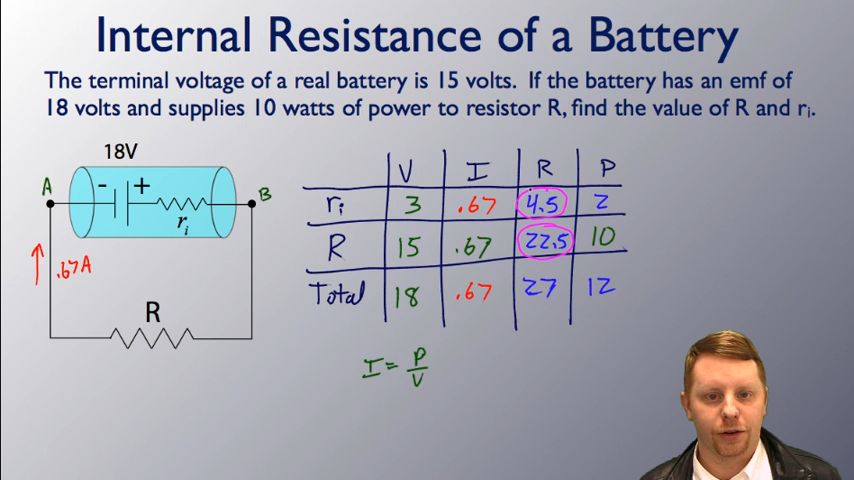 Internal Resistance of a Battery
The terminal voltage of a real battery is 15 volts. If the battery has an emf of
18 volts and supplies 10 watts of power to resistor R, find the value of R and ri.
18V
A - + B
ri
.67A
R
V I R P
ri 3 .67 4.5 2
R 15 .67 22.5 10
Total 18 .67 27 12
I = P/V